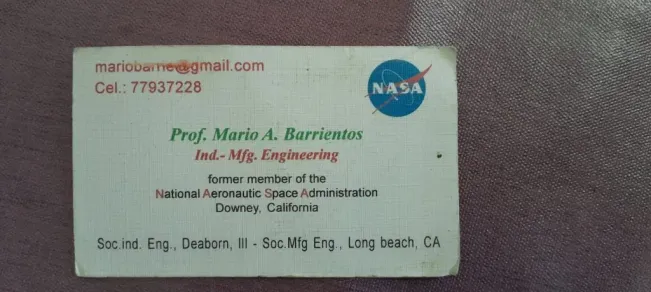 mariobarrie@gmail.com
Cel.: 77937228
NASA
Prof. Mario A. Barrientos
Ind.- Mfg. Engineering
former member of the
National Aeronautic Space Administration
Downey, California
Soc.ind. Eng., Deaborn, Ill - Soc.Mfg Eng., Long beach, CA